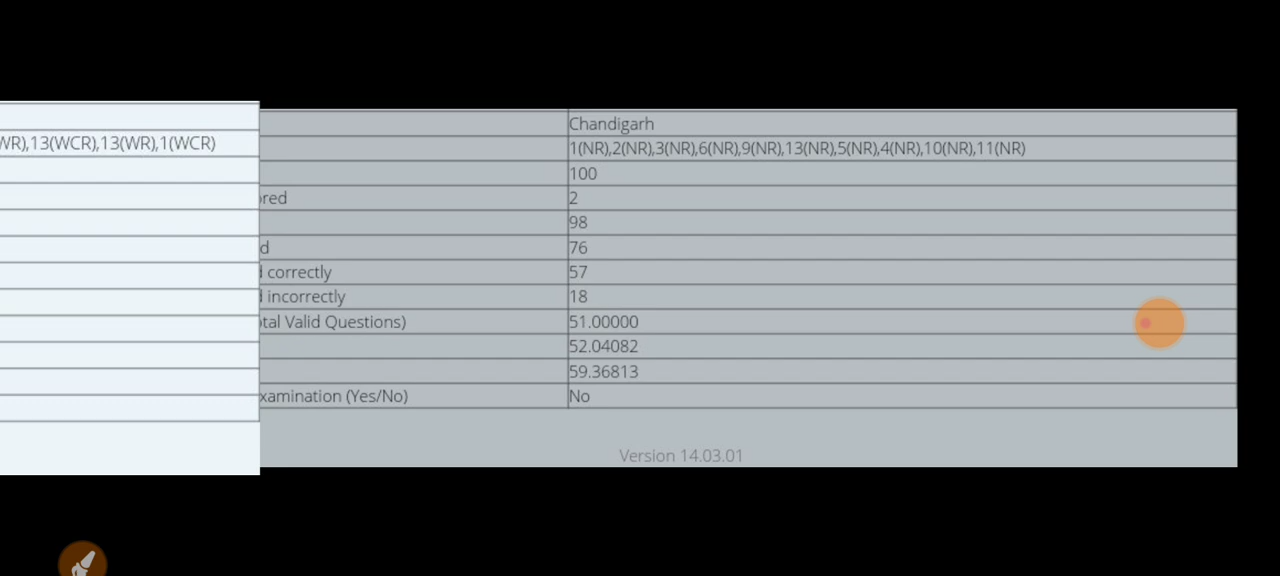 WR),13(WCR),13(WR),1(WCR)
Chandigarh
1(NR),2(NR),3(NR),6(NR),9(NR),13(NR),5(NR),4(NR),10(NR),11(NR)
100
red 2
98
d 76
d correctly 57
d incorrectly 18
otal Valid Questions) 51.00000
52.04082
59.36813
xamination (Yes/No) No
Version 14.03.01